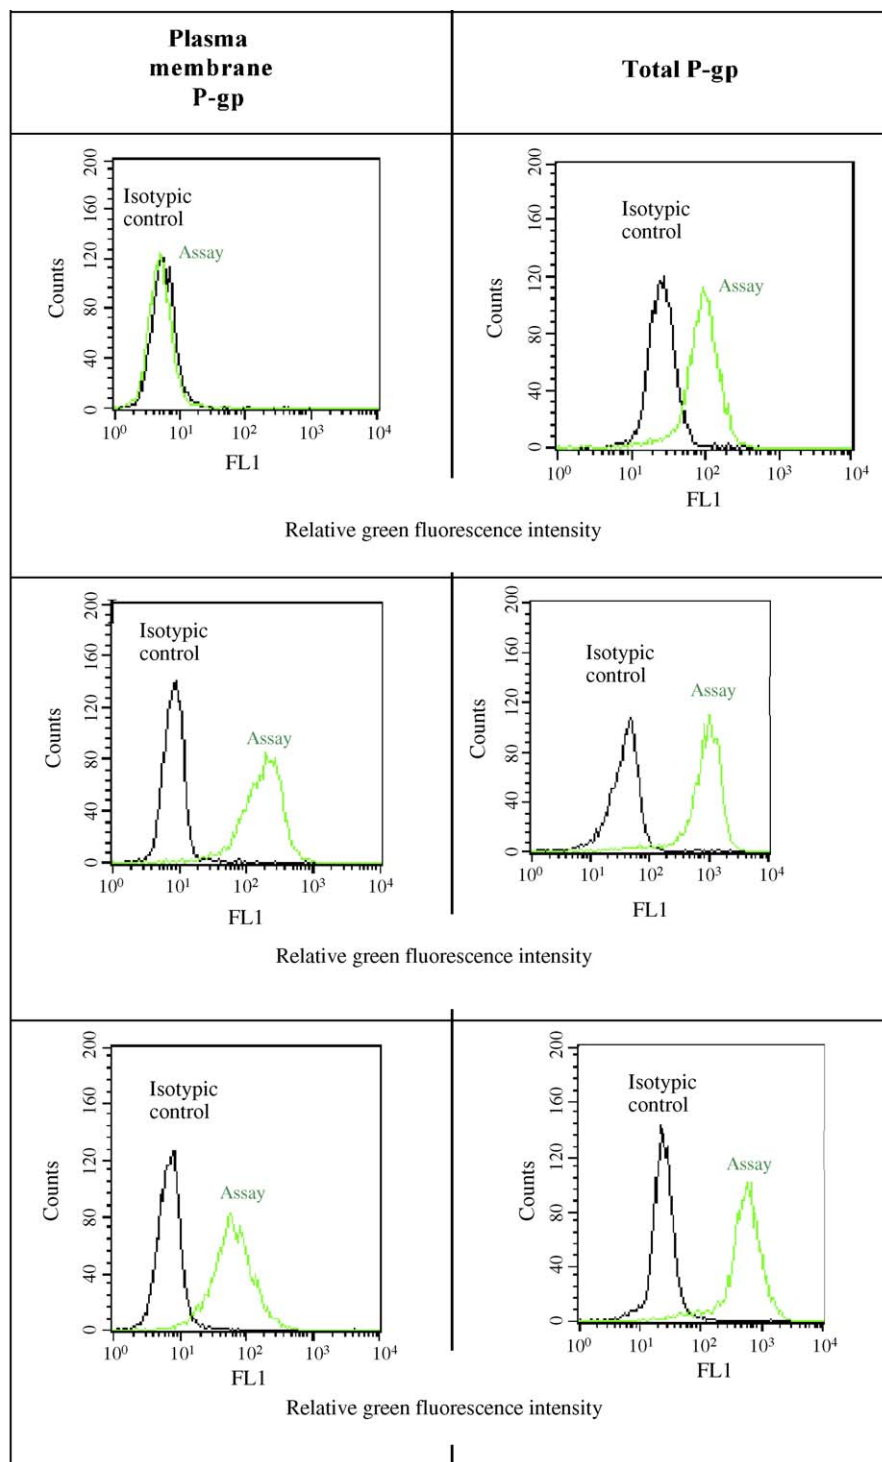 Plasma
membrane
P-gp
Total P-gp
200
160
120
80
40
0
Counts
Isotypic
control
Assay
10⁰ 10¹ 10² 10³ 10⁴
FL1
200
160
120
80
40
0
Counts
Isotypic
control
Assay
10⁰ 10¹ 10² 10³ 10⁴
FL1
Relative green fluorescence intensity
200
160
120
80
40
0
Counts
Isotypic
control
Assay
10⁰ 10¹ 10² 10³ 10⁴
FL1
200
160
120
80
40
0
Counts
Isotypic
control
Assay
10⁰ 10¹ 10² 10³ 10⁴
FL1
Relative green fluorescence intensity
200
160
120
80
40
0
Counts
Isotypic
control
Assay
10⁰ 10¹ 10² 10³ 10⁴
FL1
200
160
120
80
40
0
Counts
Isotypic
control
Assay
10⁰ 10¹ 10² 10³ 10⁴
FL1
Relative green fluorescence intensity